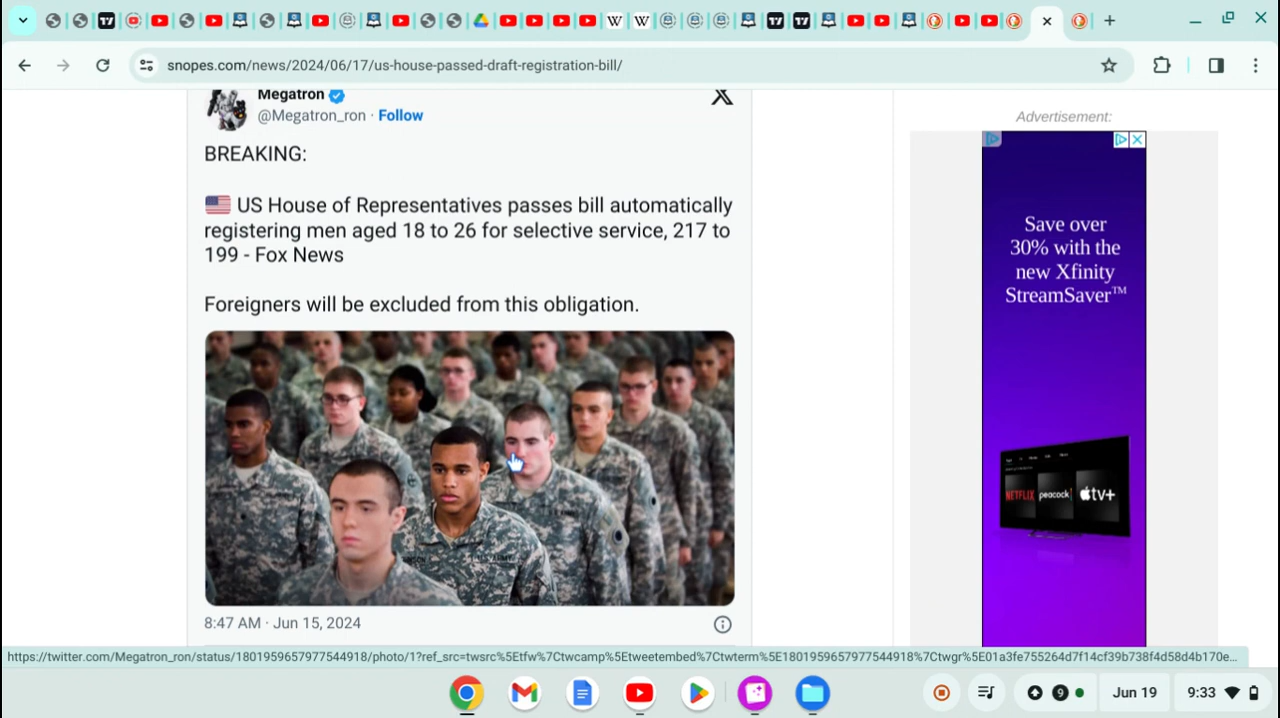 snopes.com/news/2024/06/17/us-house-passed-draft-registration-bill/
Megatron
@Megatron_ron · Follow
BREAKING:
🇺🇸 US House of Representatives passes bill automatically
registering men aged 18 to 26 for selective service, 217 to
199 - Fox News
Foreigners will be excluded from this obligation.
8:47 AM · Jun 15, 2024
Advertisement:
Save over
30% with the
new Xfinity
StreamSaver™
NETFLIX peacock tv+
https://twitter.com/Megatron_ron/status/1801959657977544918/photo/1?ref_src=twsrc%5Etfw%7Ctwcamp%5Etweetembed%7Ctwterm%5E1801959657977544918%7Ctwgr%5E01a3fe755264d7f14cf39b738f4d58d4b170e...
9
Jun 19
9:33